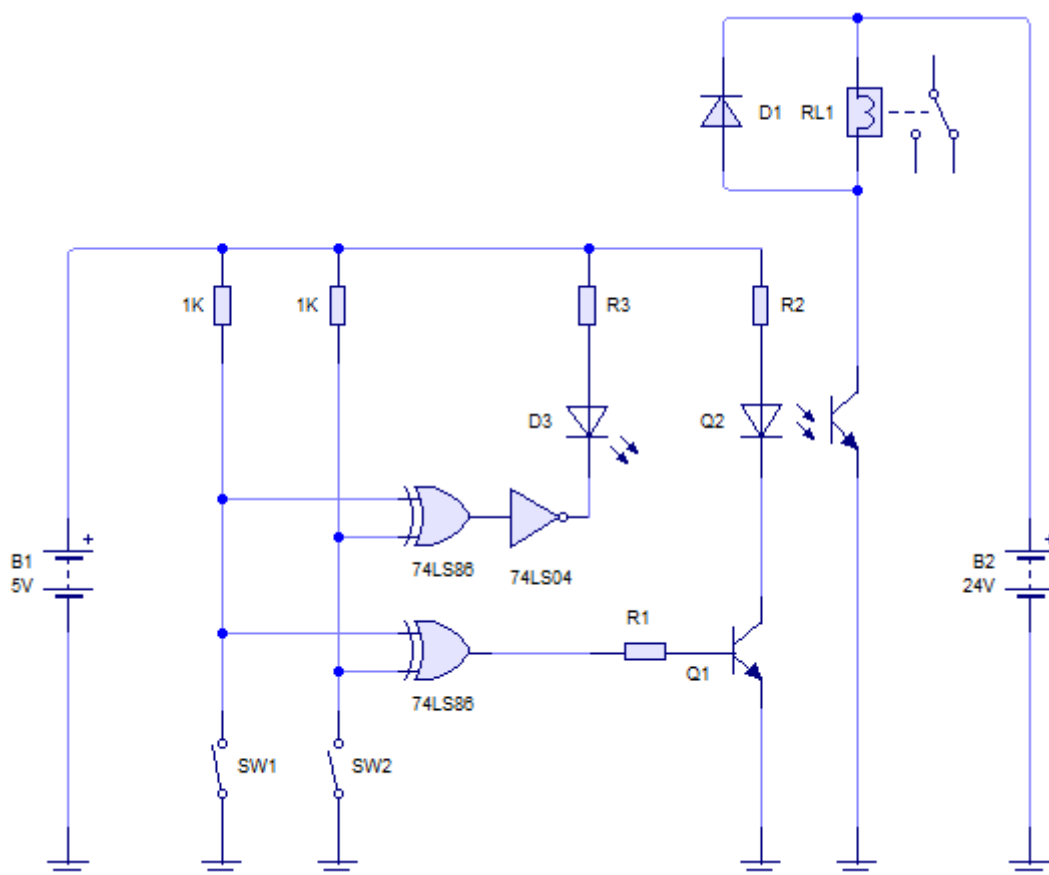 D1
RL1
1K
1K
R3
R2
D3
Q2
+
B1
5V
74LS86
74LS04
+
B2
24V
R1
Q1
74LS86
SW1
SW2